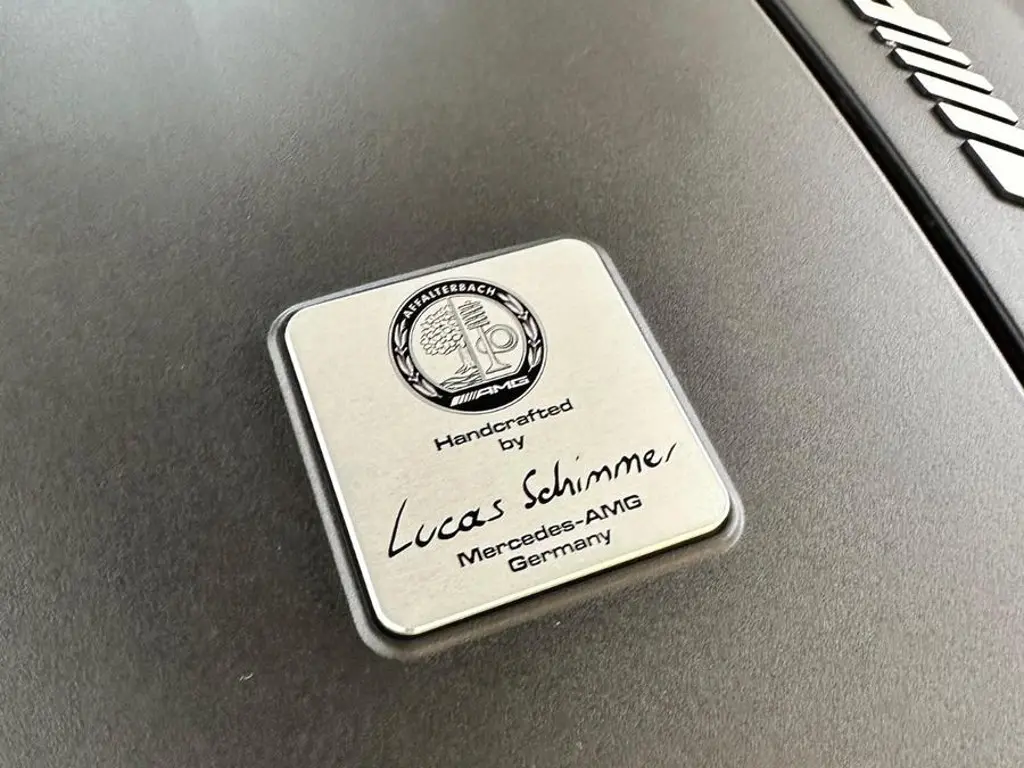 AFFALTERBACH
AMG
Handcrafted
by
Lucas Schimmer
Mercedes-AMG
Germany